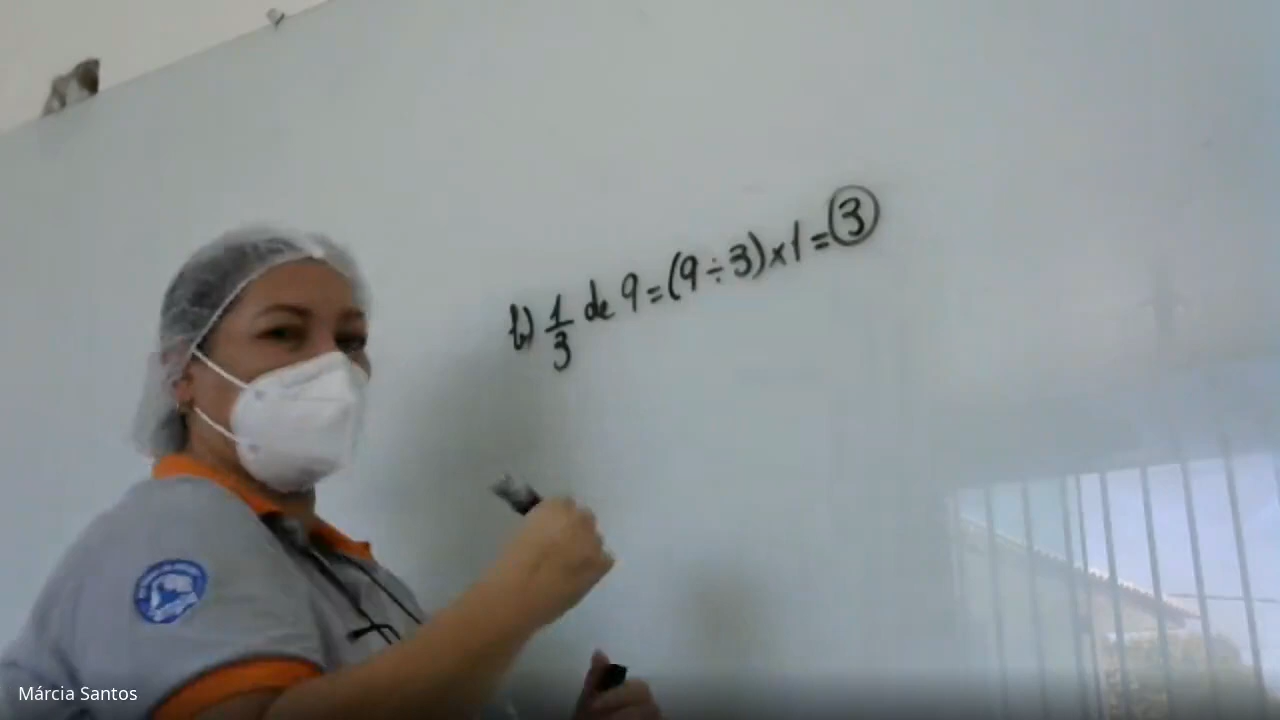 b) 1/3 de 9 = (9 ÷ 3) × 1 = 3
Márcia Santos